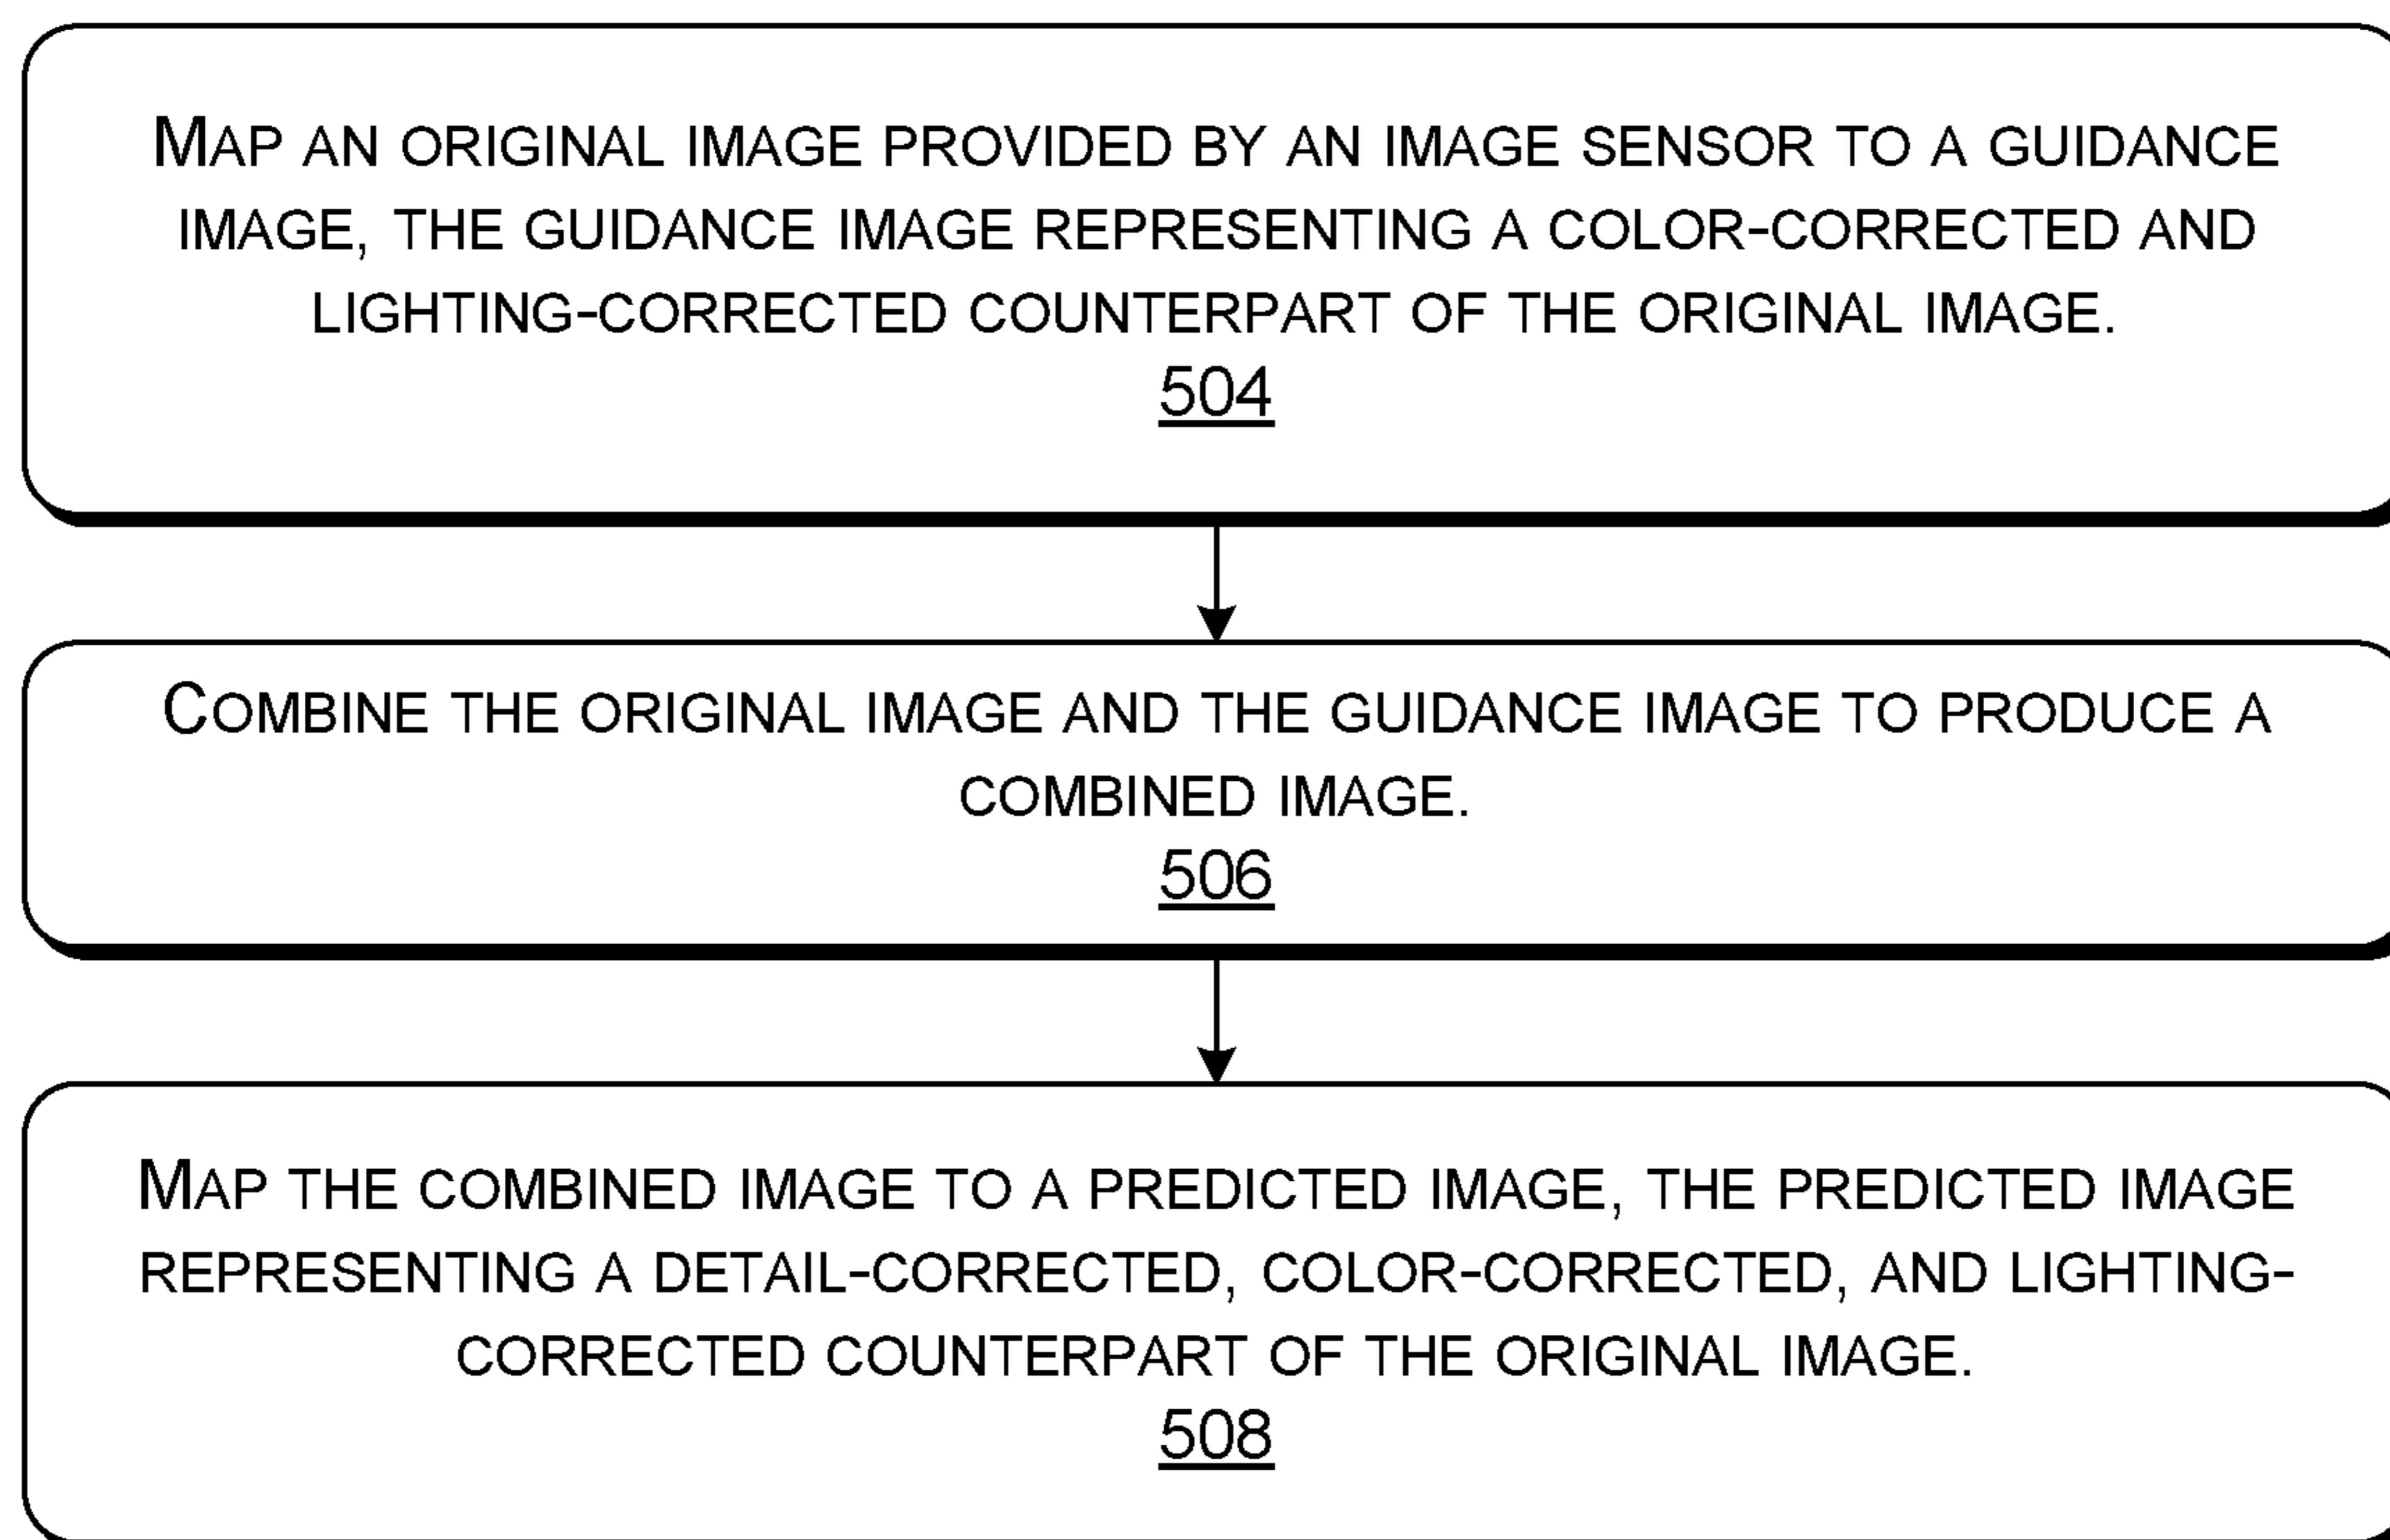 Map an original image provided by an image sensor to a guidance
image, the guidance image representing a color-corrected and
lighting-corrected counterpart of the original image.
504
Combine the original image and the guidance image to produce a
combined image.
506
Map the combined image to a predicted image, the predicted image
representing a detail-corrected, color-corrected, and lighting-
corrected counterpart of the original image.
508